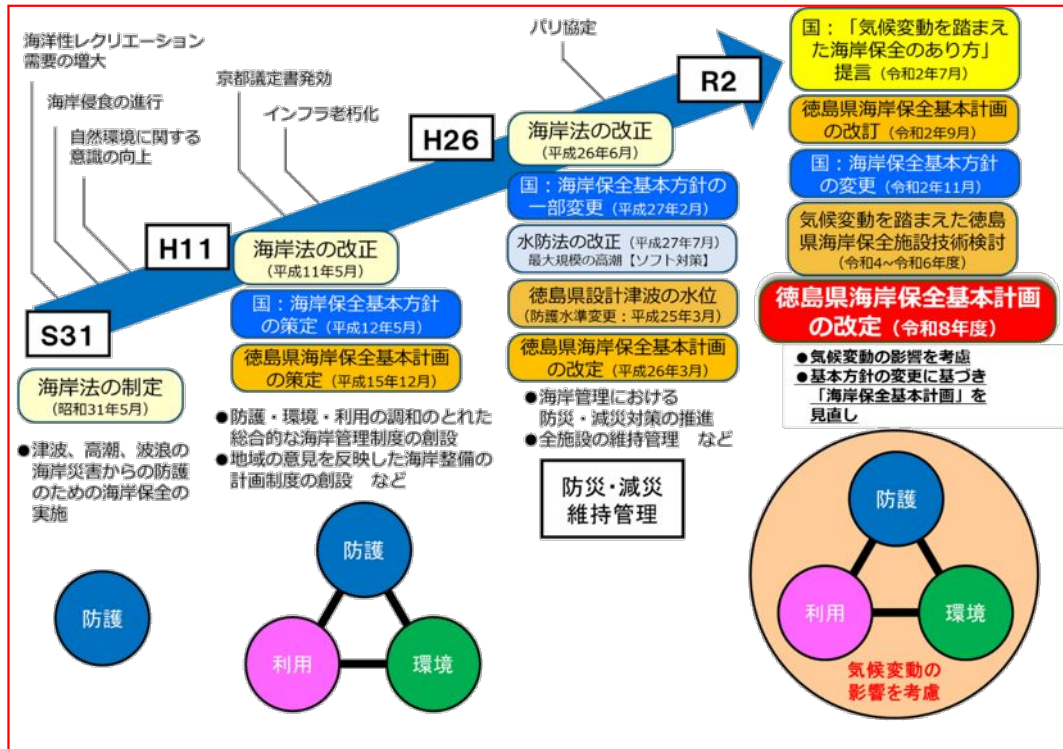 海洋性レクリエーション
需要の増大
海岸侵食の進行
自然環境に関する
意識の向上
京都議定書発効
インフラ老朽化
パリ協定
S31
海岸法の制定
(昭和31年5月)
●津波、高潮、波浪の
海岸災害からの防護
のための海岸保全の
実施
防護
H11
海岸法の改正
(平成11年5月)
国:海岸保全基本方針
の策定(平成12年5月)
徳島県海岸保全基本計画
の策定(平成15年12月)
●防護・環境・利用の調和のとれた
総合的な海岸管理制度の創設
●地域の意見を反映した海岸整備の
計画制度の創設 など
防護
利用
環境
H26
海岸法の改正
(平成26年6月)
国:海岸保全基本方針の
一部変更(平成27年2月)
水防法の改正(平成27年7月)
最大規模の高潮【ソフト対策】
徳島県設計津波の水位
(防護水準変更:平成25年3月)
徳島県海岸保全基本計画
の改定(平成26年3月)
●海岸管理における
防災・減災対策の推進
●全施設の維持管理 など
防災・減災
維持管理
R2
国:「気候変動を踏まえ
た海岸保全のあり方」
提言(令和2年7月)
徳島県海岸保全基本計画
の改訂(令和2年9月)
国:海岸保全基本方針
の変更(令和2年11月)
気候変動を踏まえた徳島
県海岸保全施設技術検討
(令和4~令和6年度)
徳島県海岸保全基本計画
の改定(令和8年度)
●気候変動の影響を考慮
●基本方針の変更に基づき
「海岸保全基本計画」を
見直し
防護
利用
環境
気候変動の
影響を考慮